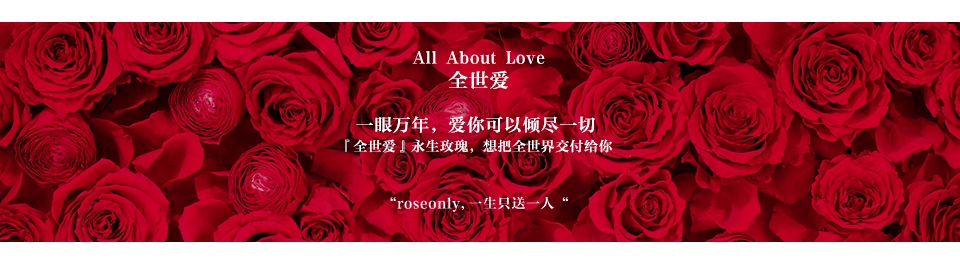 All About Love
全世爱
一眼万年，爱你可以倾尽一切
『全世爱』永生玫瑰，想把全世界交付给你
“roseonly, 一生只送一人“